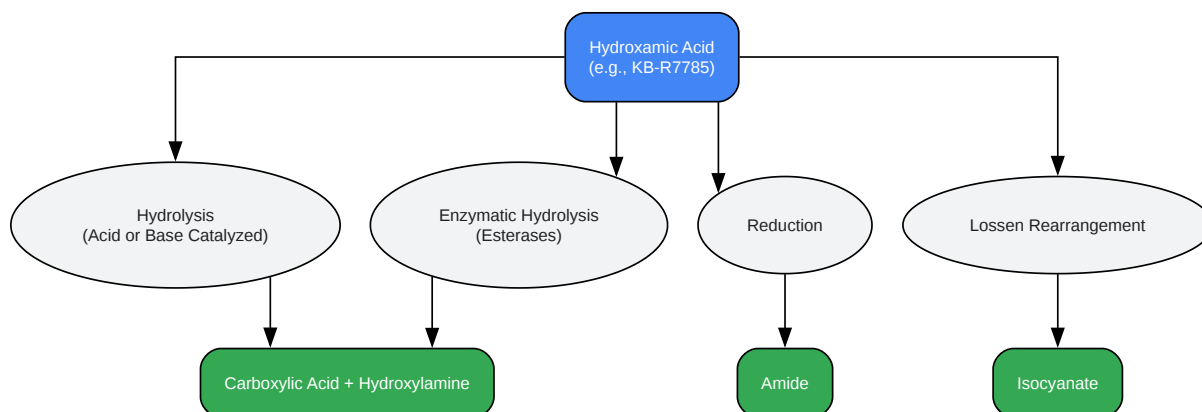 Hydroxamic Acid
(e.g., KB-R7785)
Hydrolysis
(Acid or Base Catalyzed)
Enzymatic Hydrolysis
(Esterases)
Reduction
Lossen Rearrangement
Carboxylic Acid + Hydroxylamine
Amide
Isocyanate